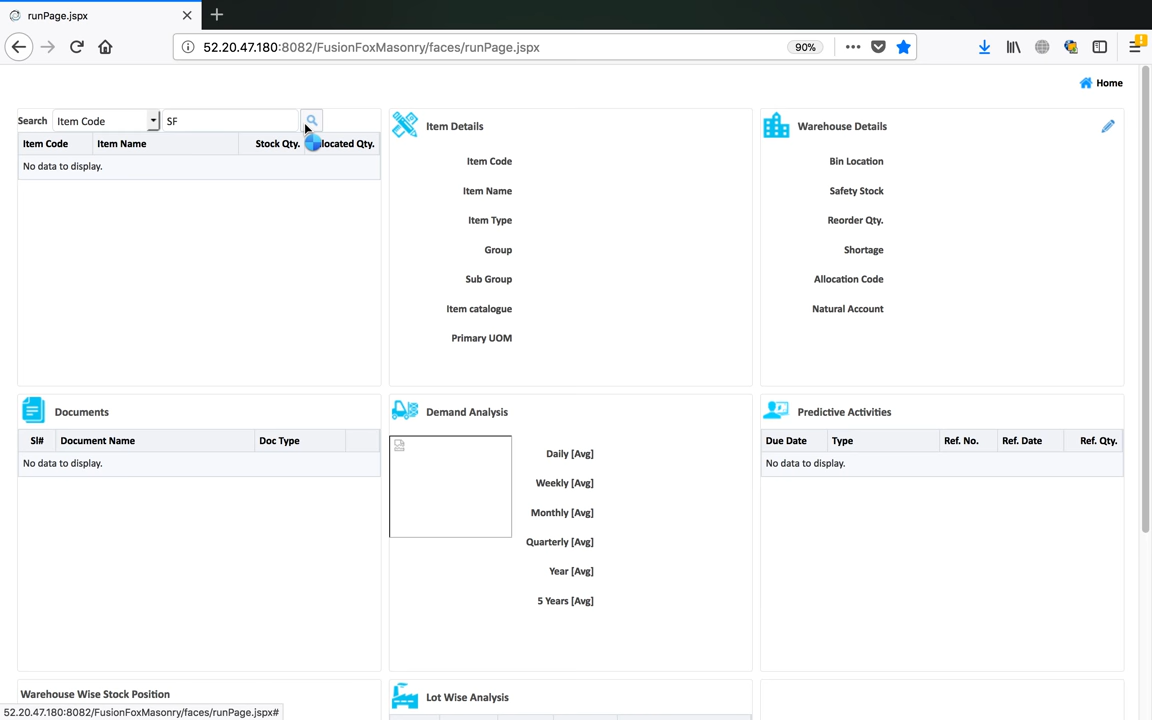 runPage.jspx
52.20.47.180:8082/FusionFoxMasonry/faces/runPage.jspx
90%
Home
Search Item Code SF
Item Code Item Name Stock Qty. located Qty.
No data to display.
Item Details
Item Code
Item Name
Item Type
Group
Sub Group
Item catalogue
Primary UOM
Warehouse Details
Bin Location
Safety Stock
Reorder Qty.
Shortage
Allocation Code
Natural Account
Documents
Sl# Document Name Doc Type
No data to display.
Demand Analysis
Daily [Avg]
Weekly [Avg]
Monthly [Avg]
Quarterly [Avg]
Year [Avg]
5 Years [Avg]
Predictive Activities
Due Date Type Ref. No. Ref. Date Ref. Qty.
No data to display.
Warehouse Wise Stock Position
Lot Wise Analysis
52.20.47.180:8082/FusionFoxMasonry/faces/runPage.jspx#